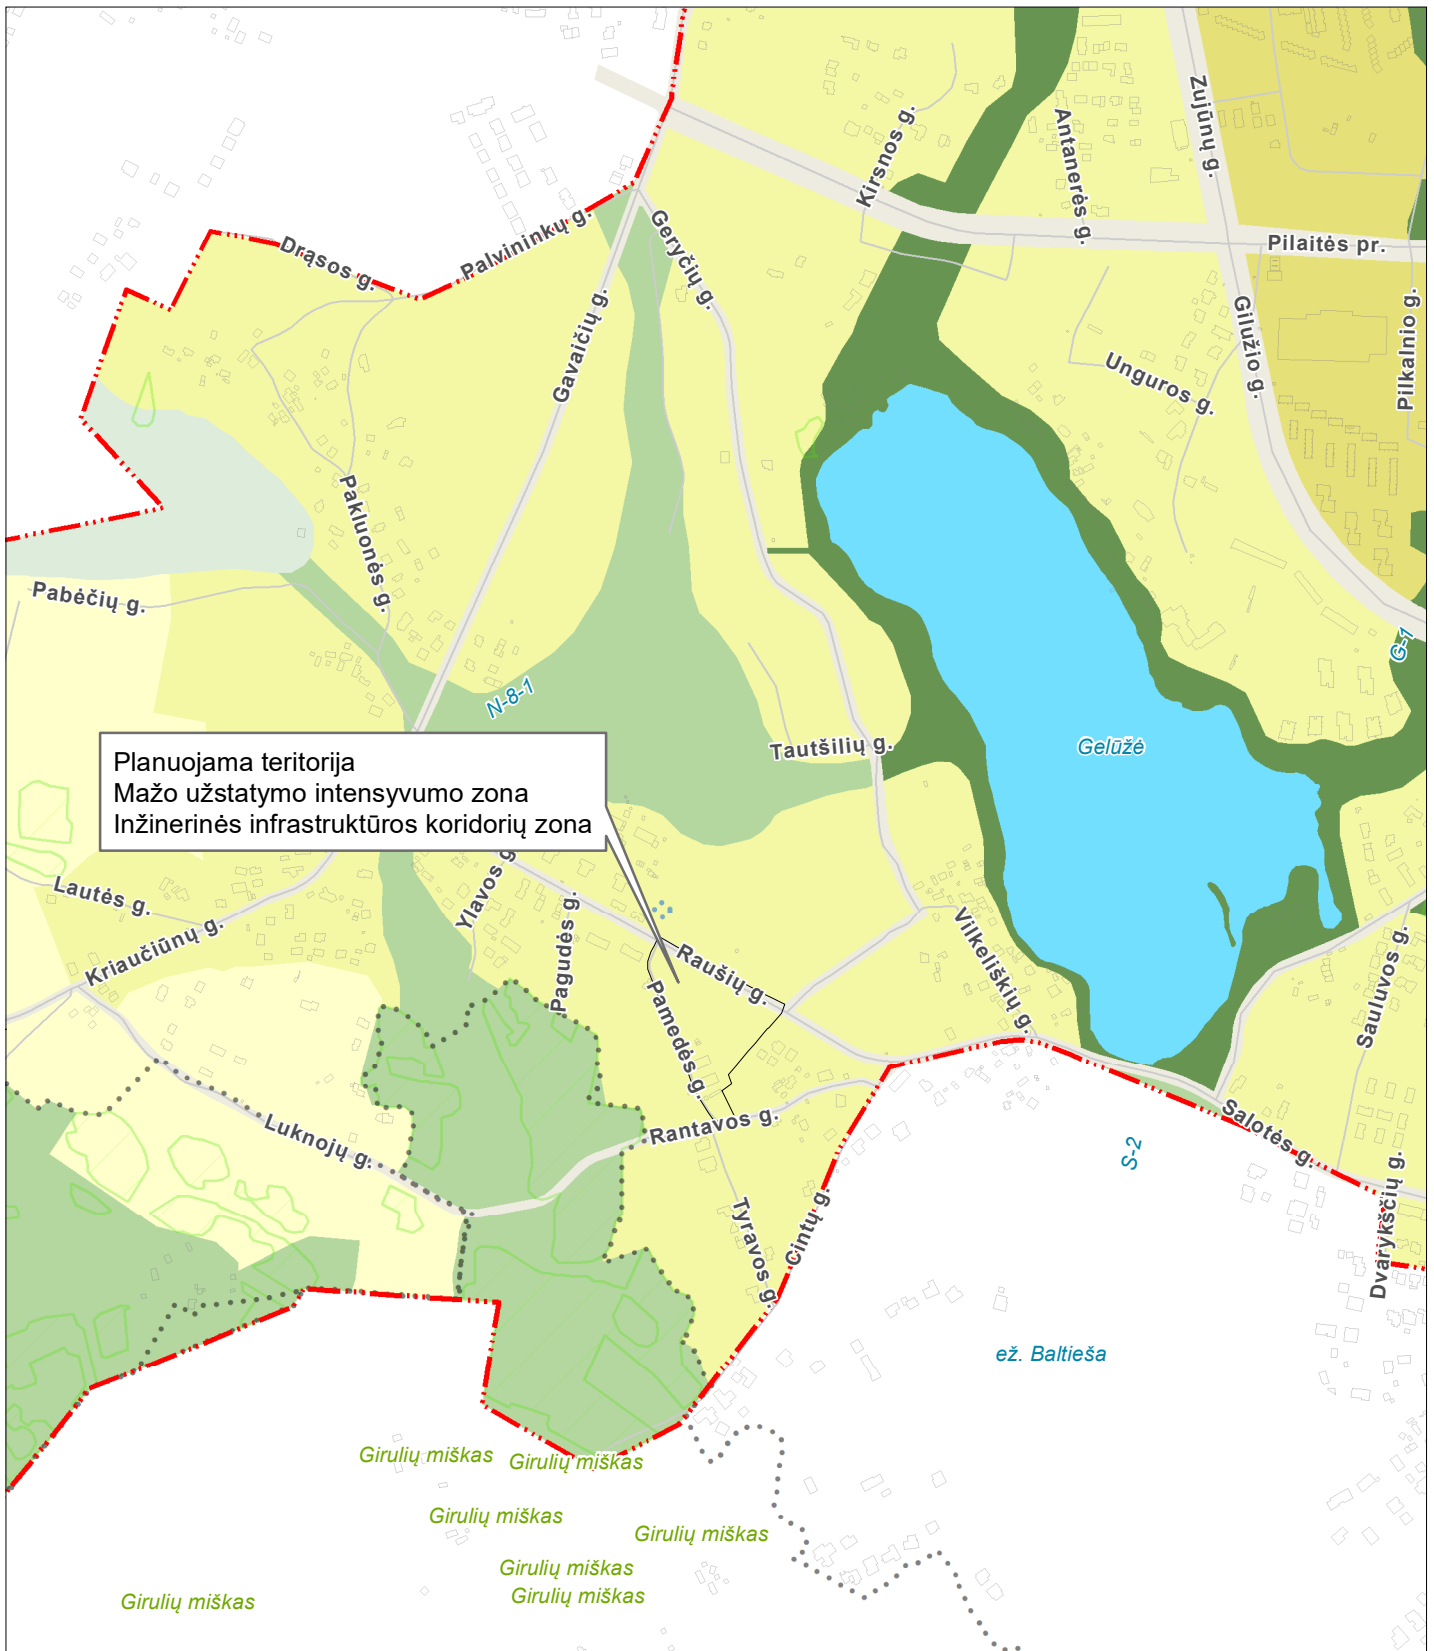 Zujūnų g.
Kirsnos g.
Antanerės g.
Drąsos g.
Palvininkų g.
Geryčių g.
Pilaitės pr.
Gavaičių g.
Gilužio g.
Pilkalnio g.
Unguros g.
Pakluonės g.
Pabėčių g.
G-1
N-8-1
Tautšilių g.
Gelūžė
Planuojama teritorija
Mažo užstatymo intensyvumo zona
Inžinerinės infrastruktūros koridorių zona
Lautės g.
Ylavos g
Pagudės g.
Kriaučiūnų g.
Raušių g.
Vilkeliškių g.
Sauluvos g.
Pamedės g.
Luknojų g.
Rantavos g.
Salotės g.
S-2
Tyravos g.
Cintų g.
Dvarykščių g.
ež. Baltieša
Girulių miškas
Girulių miškas
Girulių miškas
Girulių miškas
Girulių miškas
Girulių miškas
Girulių miškas